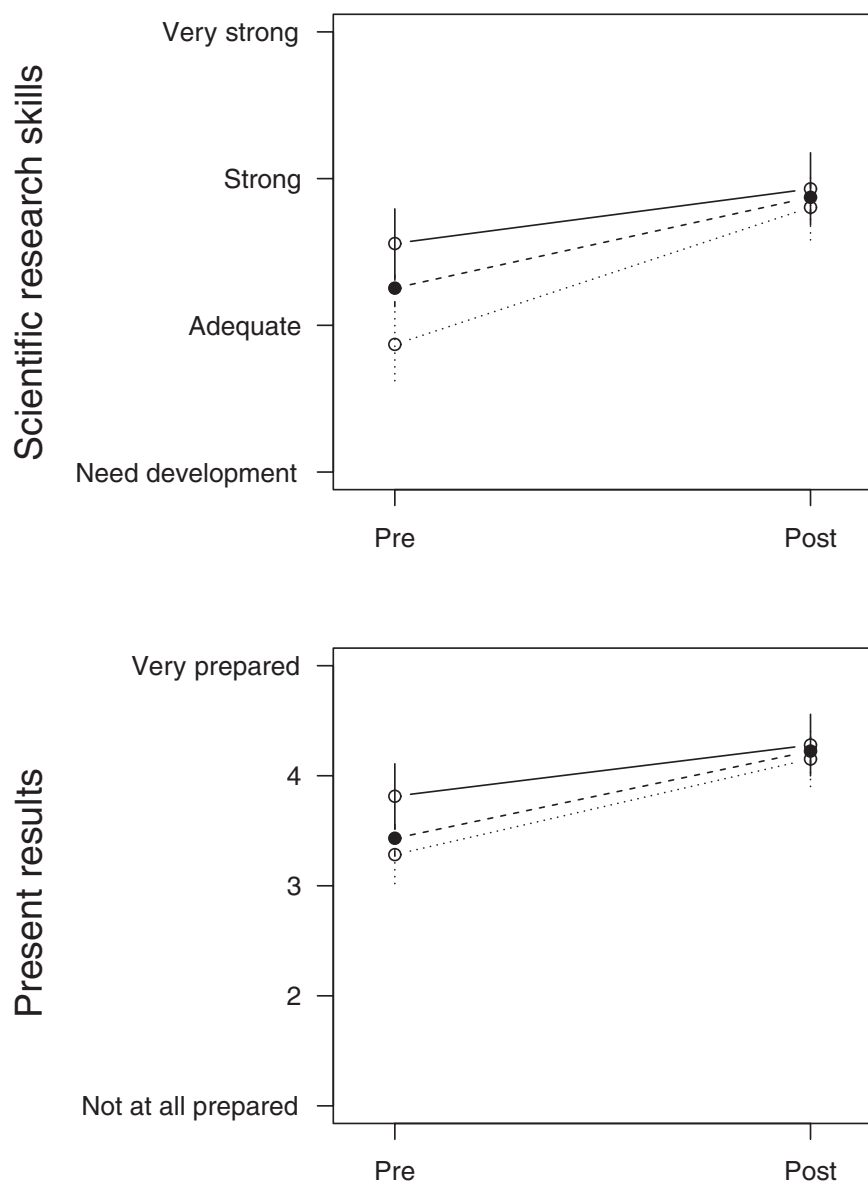 Scientific research skills
Very strong
Strong
Adequate
Need development
Pre Post
Present results
Very prepared
4
3
2
Not at all prepared
Pre Post